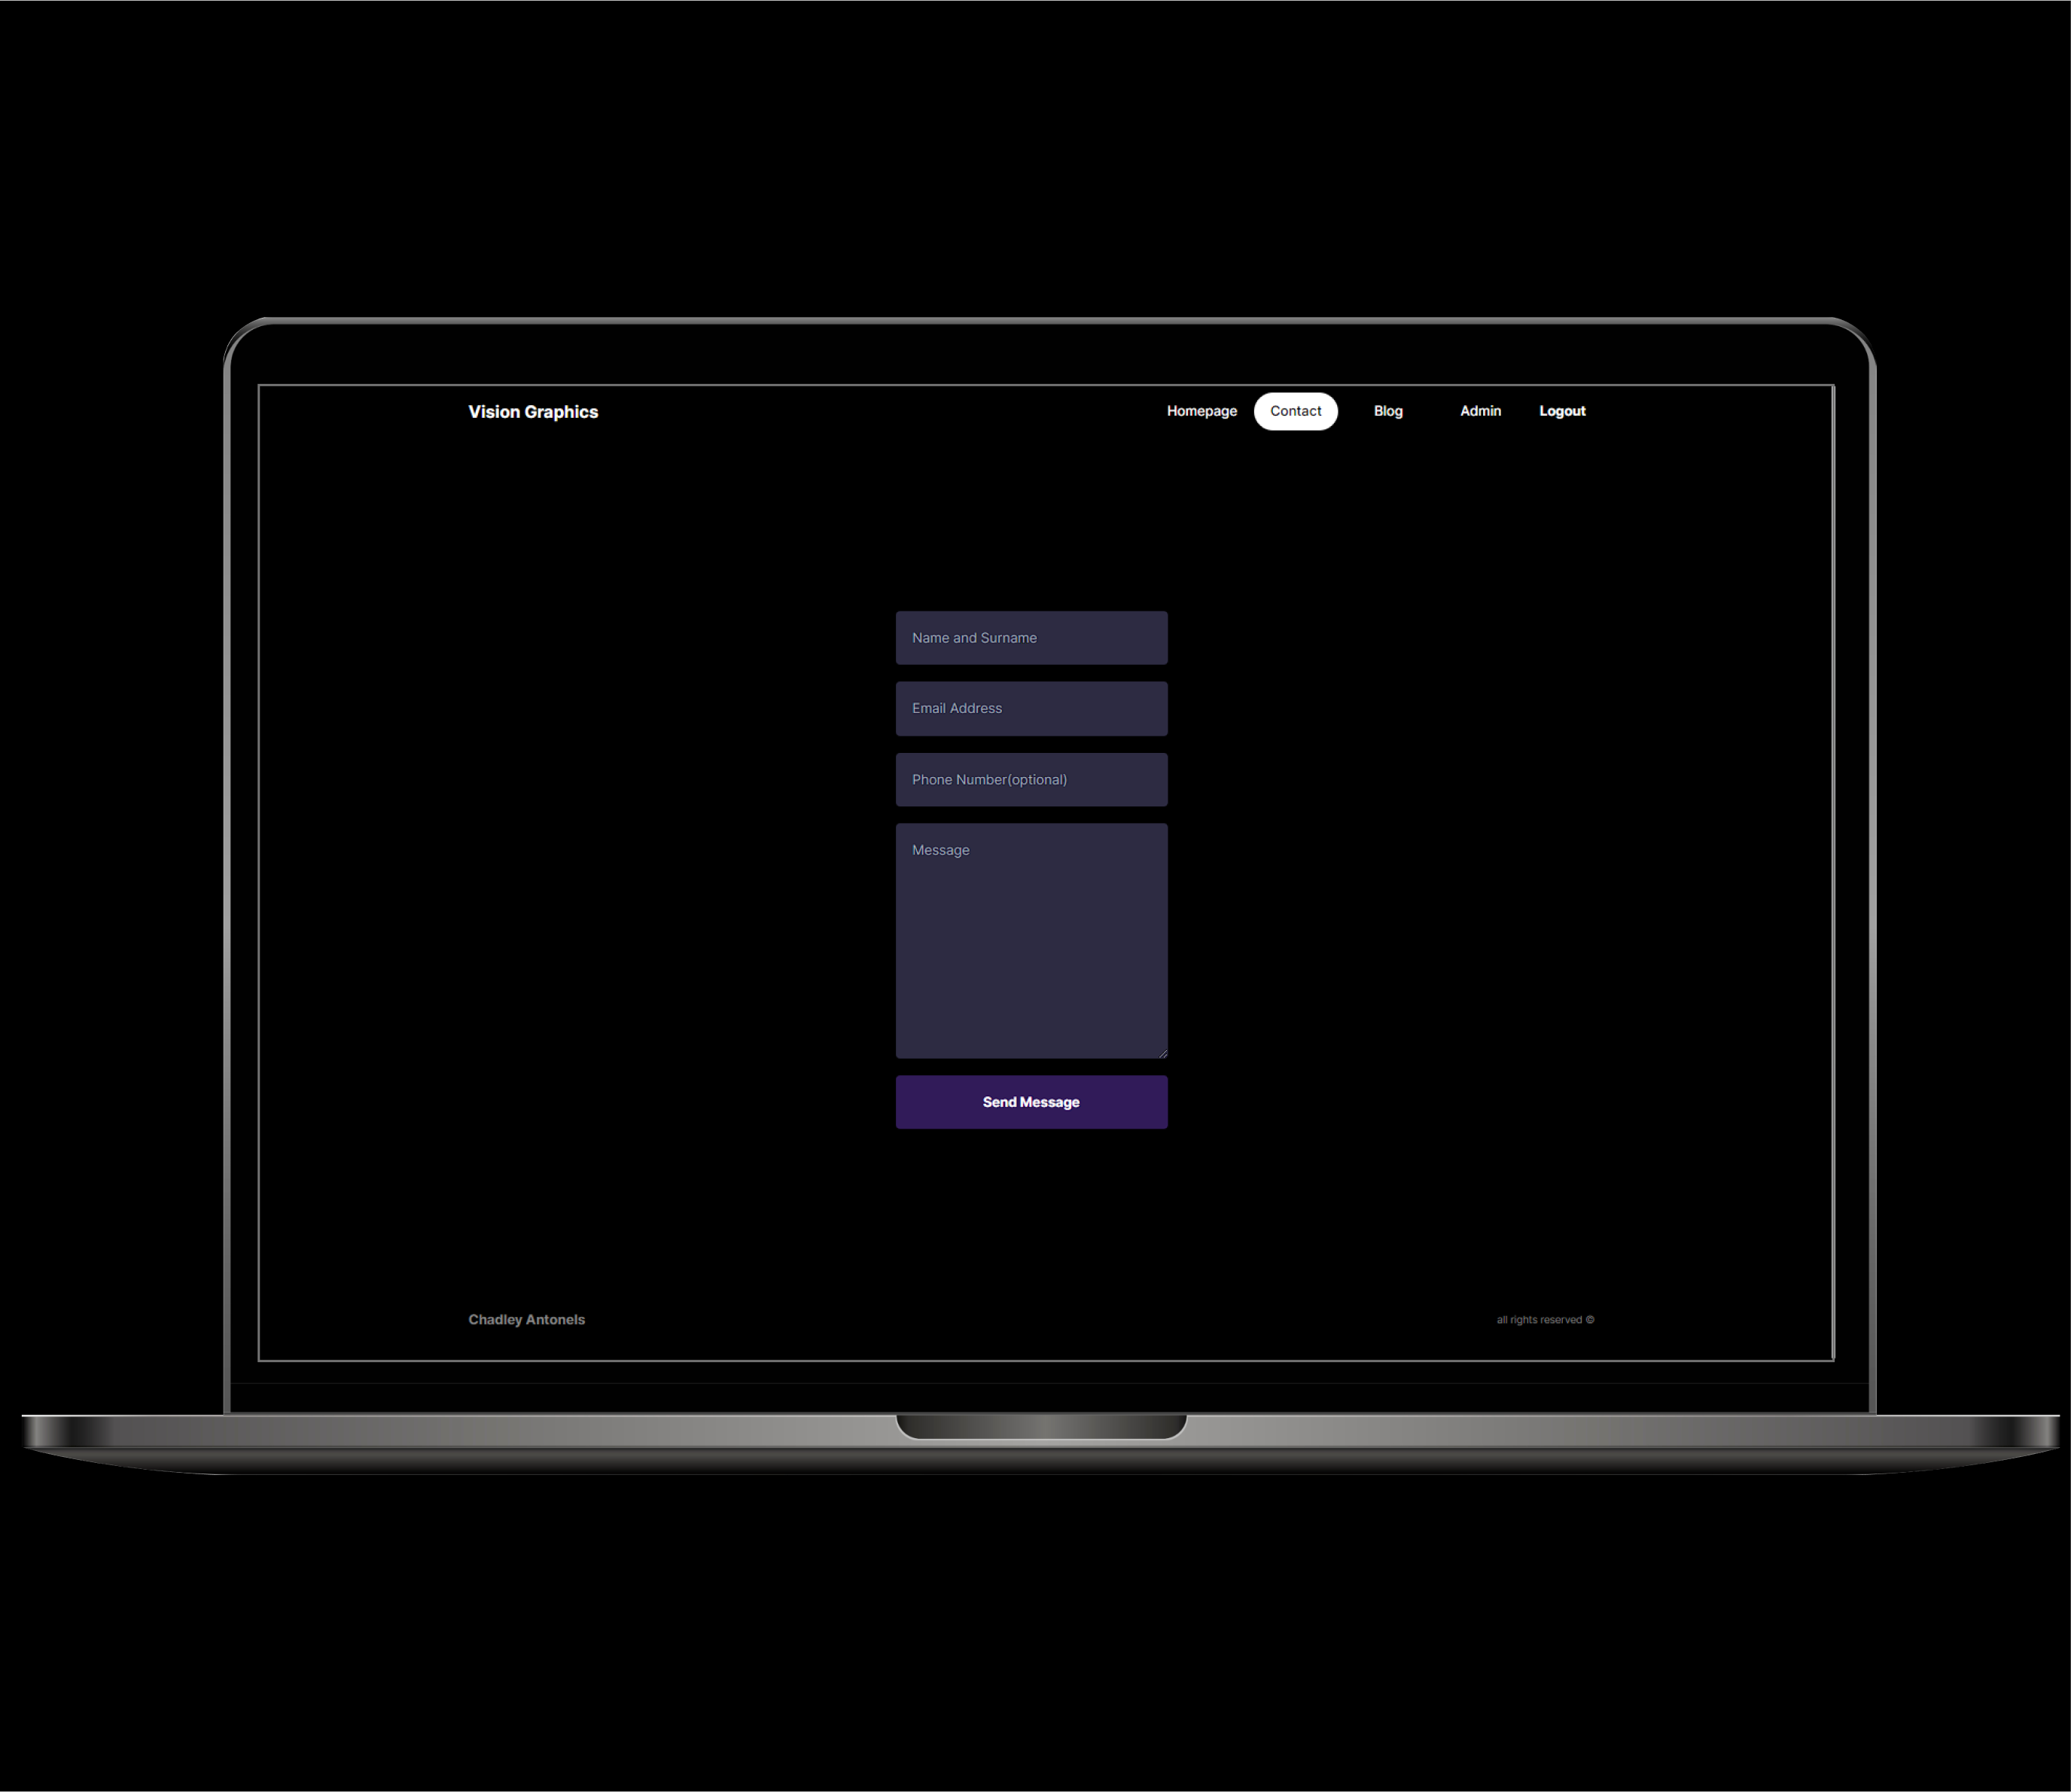 Vision Graphics Homepage Contact Blog Admin Logout
Name and Surname
Email Address
Phone Number(optional)
Message
Send Message
Chadley Antonels all rights reserved ©